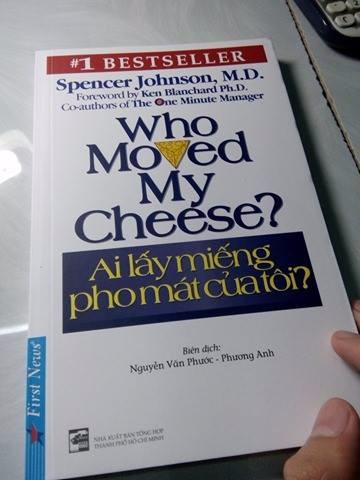 #1 BESTSELLER
Spencer Johnson, M.D.
Foreword by Ken Blanchard Ph.D.
Co-authors of The One Minute Manager
Who
Moved
My
Cheese?
Ai lấy miếng
pho mát của tôi?
Biên dịch:
Nguyễn Văn Phước - Phương Anh
First News
NHÀ XUẤT BẢN TỔNG HỢP
THÀNH PHỐ HỒ CHÍ MINH